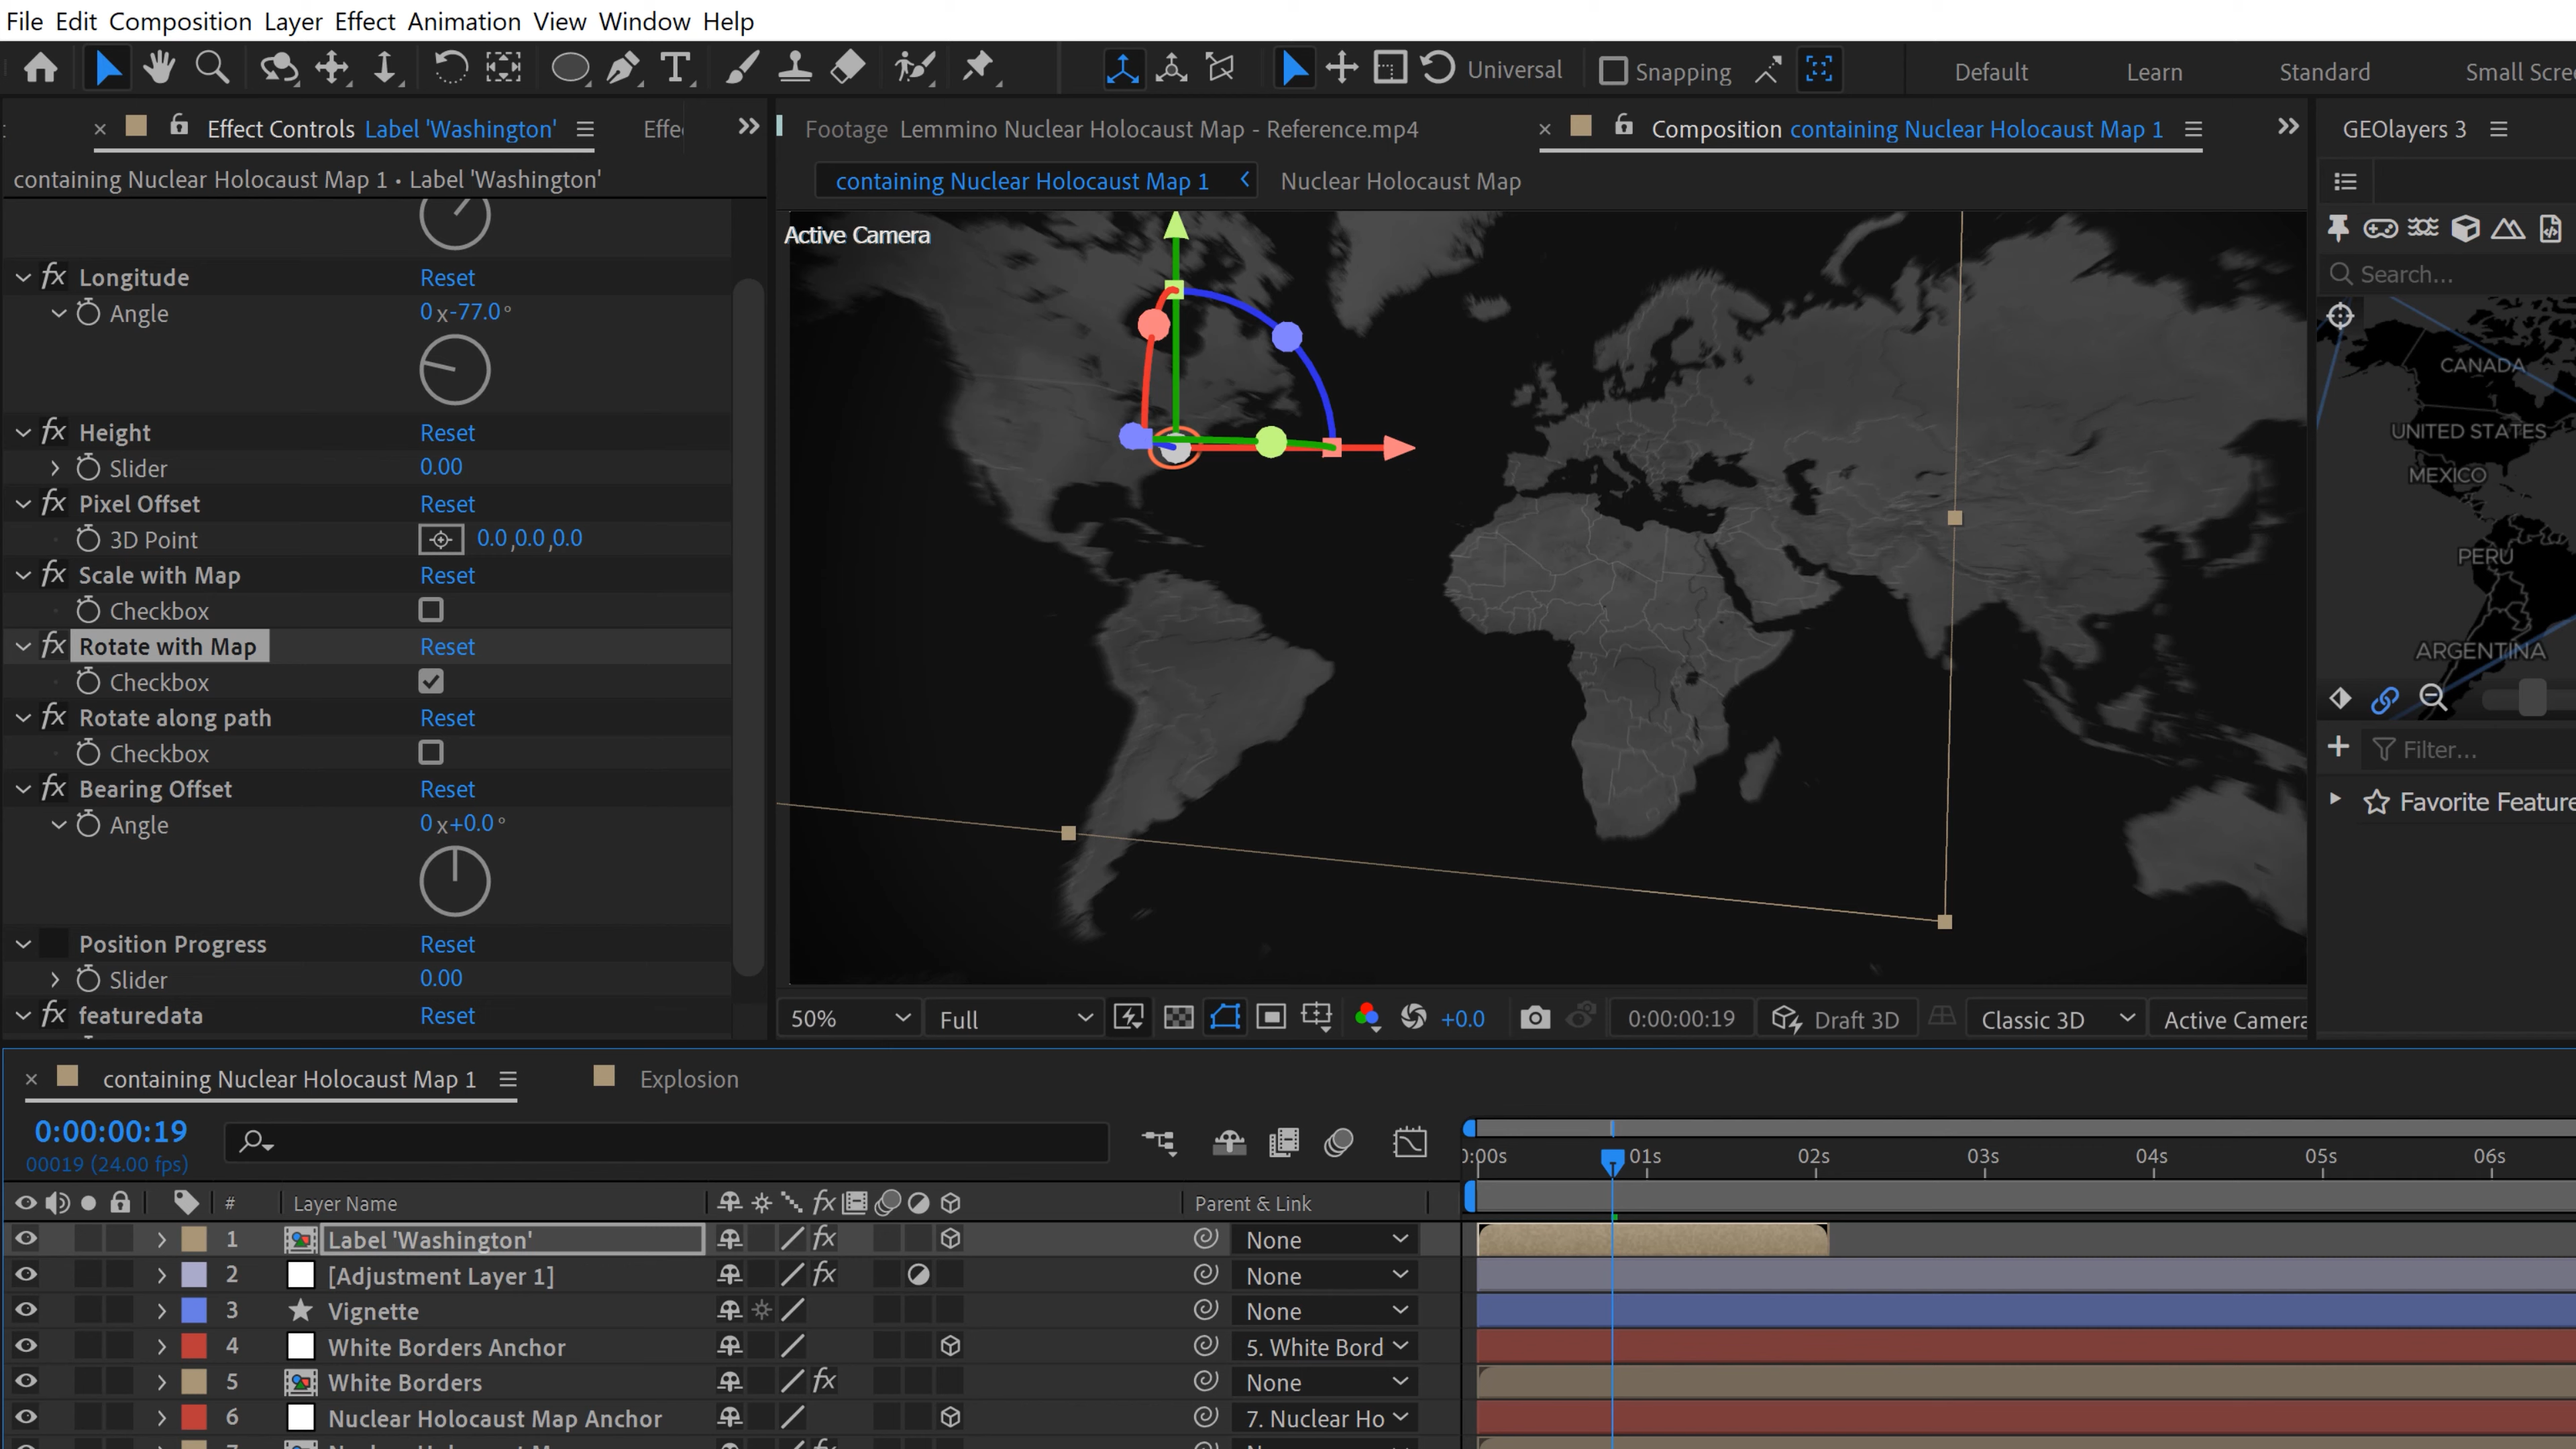 File Edit Composition Layer Effect Animation View Window Help
Universal Snapping Default Learn Standard Small Scree
Effect Controls Label 'Washington' Effe
containing Nuclear Holocaust Map 1 • Label 'Washington'
Longitude Reset
Angle 0x-77.0°
Height Reset
Slider 0.00
Pixel Offset Reset
3D Point 0.0,0.0,0.0
Scale with Map Reset
Checkbox
Rotate with Map Reset
Checkbox
Rotate along path Reset
Checkbox
Bearing Offset Reset
Angle 0x+0.0°
Position Progress Reset
Slider 0.00
featuredata Reset
Footage Lemmino Nuclear Holocaust Map - Reference.mp4
Composition containing Nuclear Holocaust Map 1
containing Nuclear Holocaust Map 1 Nuclear Holocaust Map
Active Camera
50% Full +0.0 0:00:00:19 Draft 3D Classic 3D Active Camera
GEOlayers 3
Search...
CANADA
UNITED STATES
MEXICO
PERU
ARGENTINA
Filter...
Favorite Feature
containing Nuclear Holocaust Map 1 Explosion
0:00:00:19
00019 (24.00 fps)
0:00s 01s 02s 03s 04s 05s 06s
# Layer Name fx Parent & Link
1 Label 'Washington' fx None
2 [Adjustment Layer 1] fx None
3 Vignette None
4 White Borders Anchor 5. White Bord
5 White Borders fx None
6 Nuclear Holocaust Map Anchor 7. Nuclear Ho